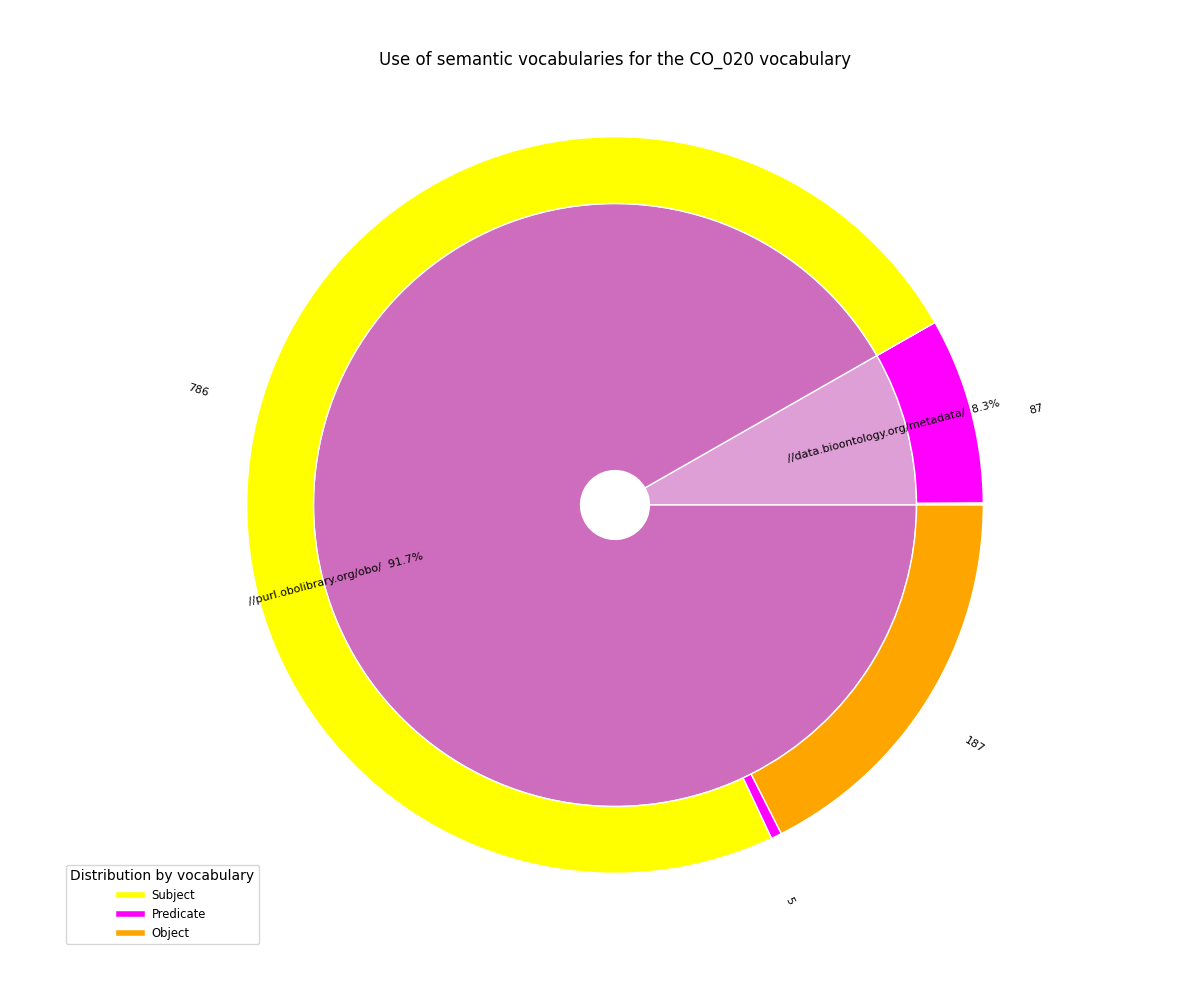 Use of semantic vocabularies for the CO_020 vocabulary
786
87
//data.bioontology.org/metadata/  8.3%
//purl.obolibrary.org/obo/  91.7%
187
5
Distribution by vocabulary
Subject
Predicate
Object